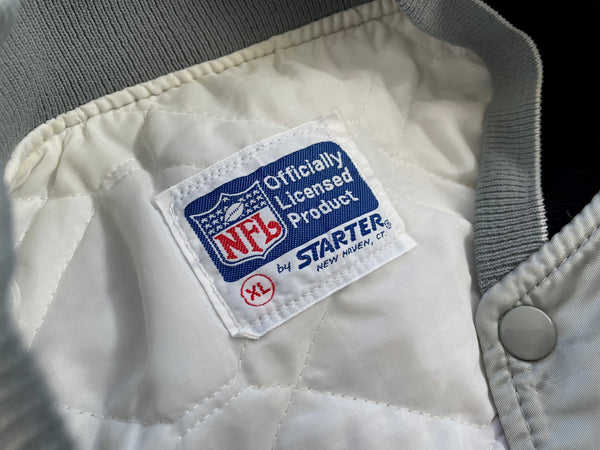 Officially
Licensed
Product
NFL
by STARTER®
NEW HAVEN, CT.
XL